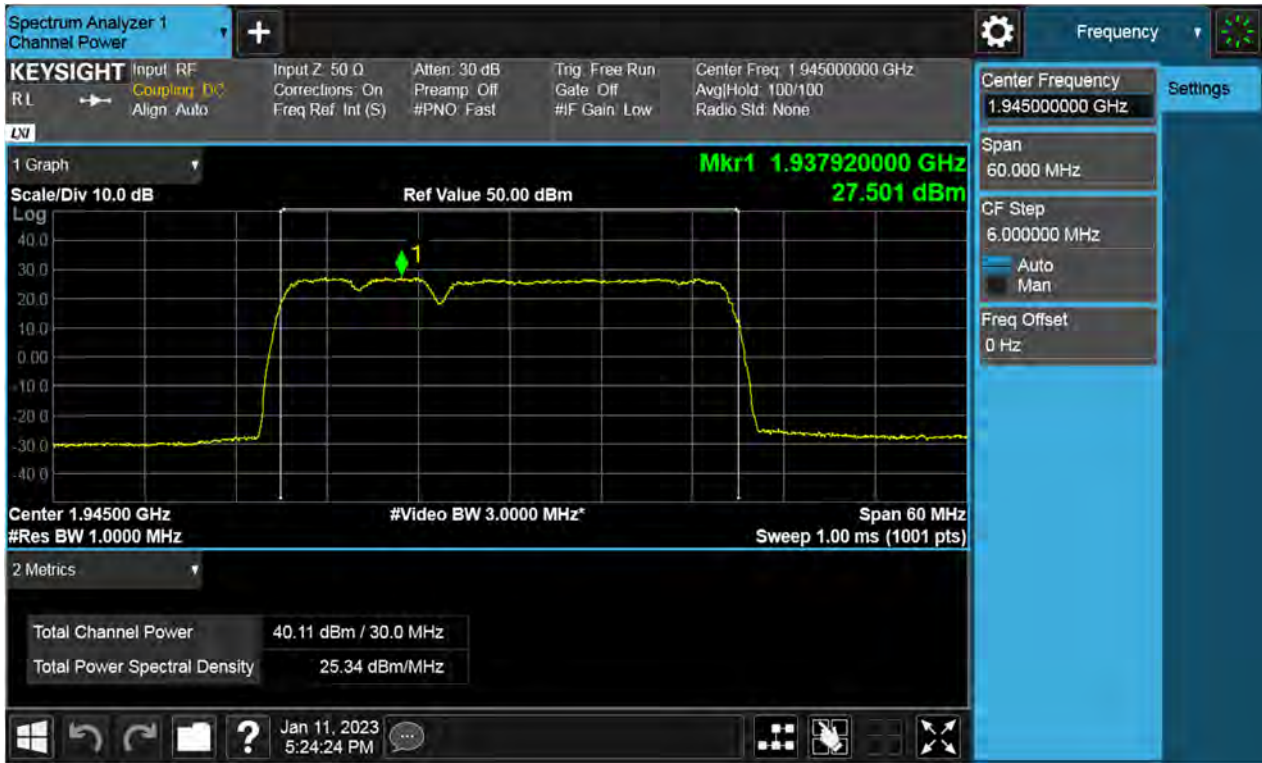 Spectrum Analyzer 1
Channel Power
+
Frequency
KEYSIGHT
RL
LXI
Input: RF
Coupling: DC
Align: Auto
Input Z: 50 Ω
Corrections: On
Freq Ref: Int (S)
Atten: 30 dB
Preamp: Off
#PNO: Fast
Trig: Free Run
Gate: Off
#IF Gain: Low
Center Freq: 1.945000000 GHz
Avg|Hold: 100/100
Radio Std: None
Center Frequency
1.945000000 GHz
Settings
Span
60.000 MHz
CF Step
6.000000 MHz
Auto
Man
Freq Offset
0 Hz
1 Graph
Mkr1 1.937920000 GHz
27.501 dBm
Scale/Div 10.0 dB
Ref Value 50.00 dBm
Log
40.0
30.0
20.0
10.0
0.00
-10.0
-20.0
-30.0
-40.0
1
Center 1.94500 GHz
#Video BW 3.0000 MHz*
Span 60 MHz
#Res BW 1.0000 MHz
Sweep 1.00 ms (1001 pts)
2 Metrics
Total Channel Power 40.11 dBm / 30.0 MHz
Total Power Spectral Density 25.34 dBm/MHz
?
Jan 11, 2023
5:24:24 PM